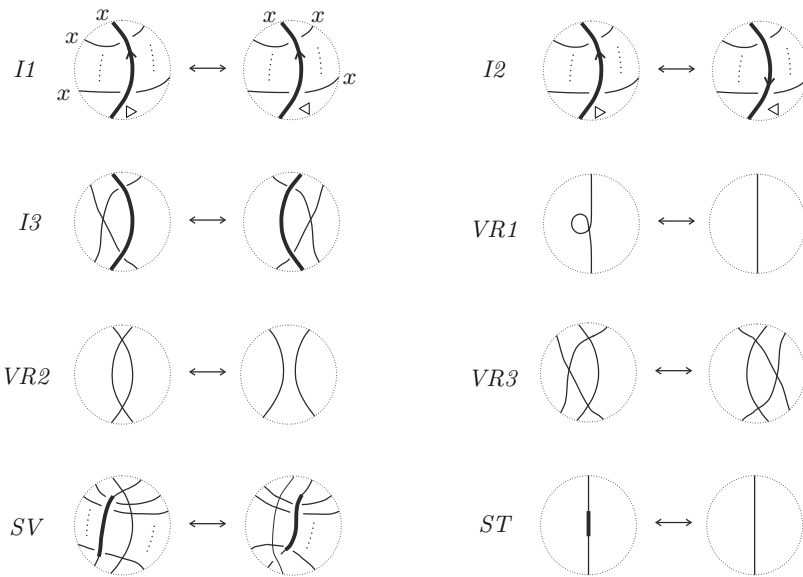 x x x
x
I1 x I2
x
I3 VR1
VR2 VR3
SV ST